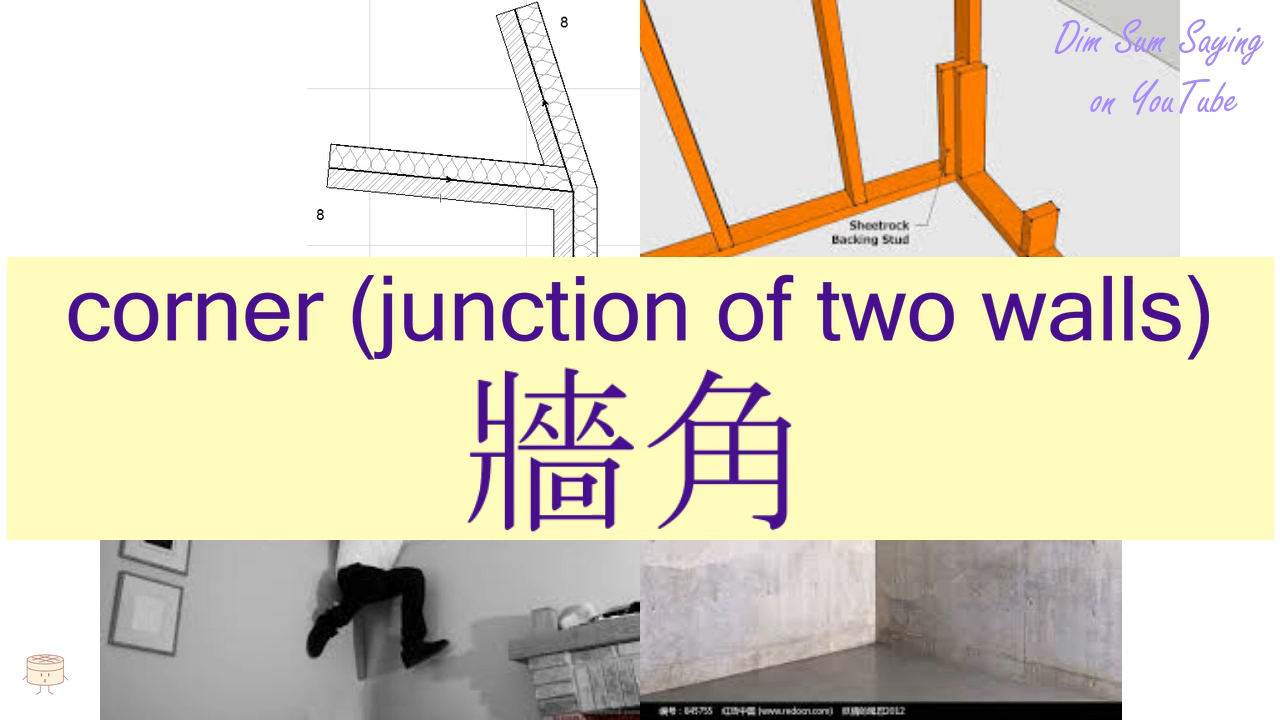 8
Dim Sum Saying
on YouTube
8
Sheetrock
Backing Stud
corner (junction of two walls)
牆角